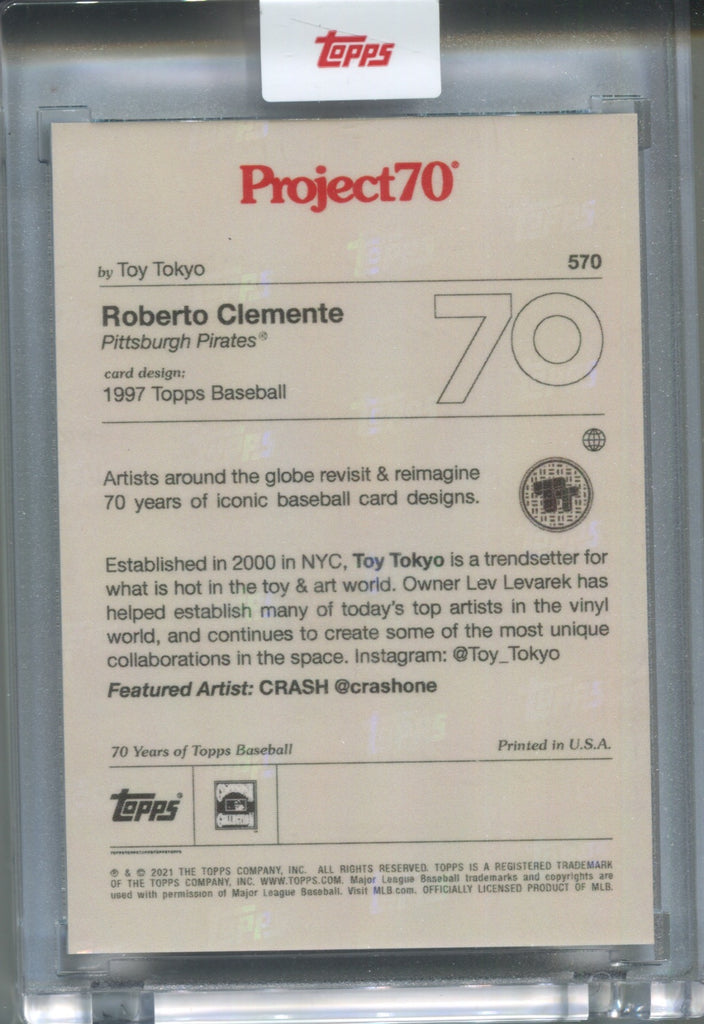 Topps
Project70®
by Toy Tokyo 570
Roberto Clemente
Pittsburgh Pirates®
card design:
1997 Topps Baseball
70
Artists around the globe revisit & reimagine
70 years of iconic baseball card designs.
TT
Established in 2000 in NYC, Toy Tokyo is a trendsetter for
what is hot in the toy & art world. Owner Lev Levarek has
helped establish many of today's top artists in the vinyl
world, and continues to create some of the most unique
collaborations in the space. Instagram: @Toy_Tokyo
Featured Artist: CRASH @crashone
70 Years of Topps Baseball Printed in U.S.A.
Topps®
℗ & © 2021 THE TOPPS COMPANY, INC. ALL RIGHTS RESERVED. TOPPS IS A REGISTERED TRADEMARK
OF THE TOPPS COMPANY, INC. WWW.TOPPS.COM. Major League Baseball trademarks and copyrights are
used with permission of Major League Baseball. Visit MLB.com. OFFICIALLY LICENSED PRODUCT OF MLB.